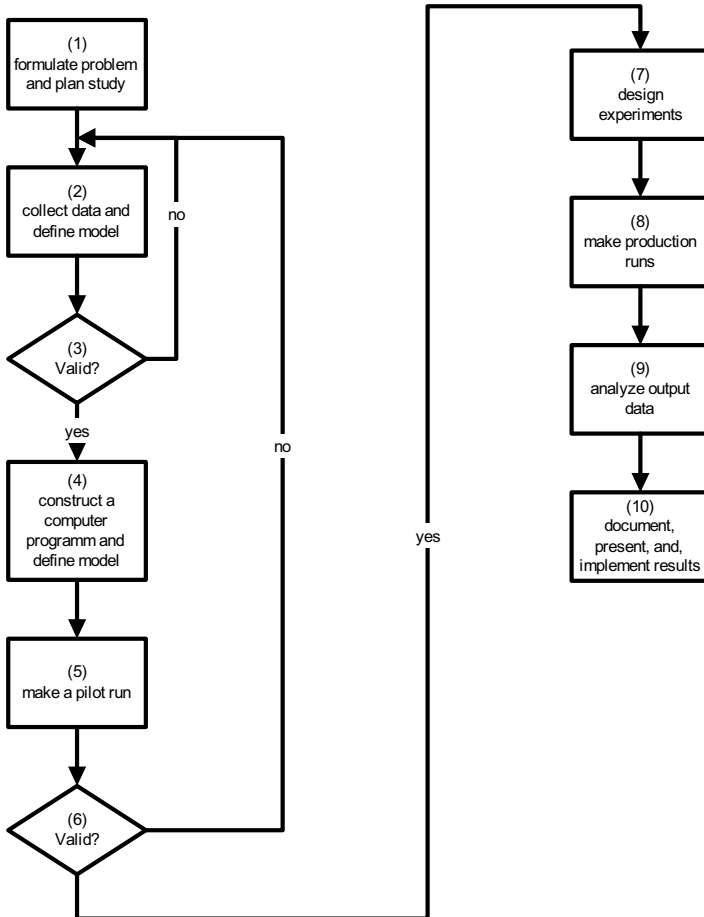 (1)
formulate problem
and plan study
(2)
collect data and
define model
no
(3)
Valid?
yes
(4)
construct a
computer
programm and
define model
(5)
make a pilot run
(6)
Valid?
no
yes
(7)
design
experiments
(8)
make production
runs
(9)
analyze output
data
(10)
document,
present, and,
implement results